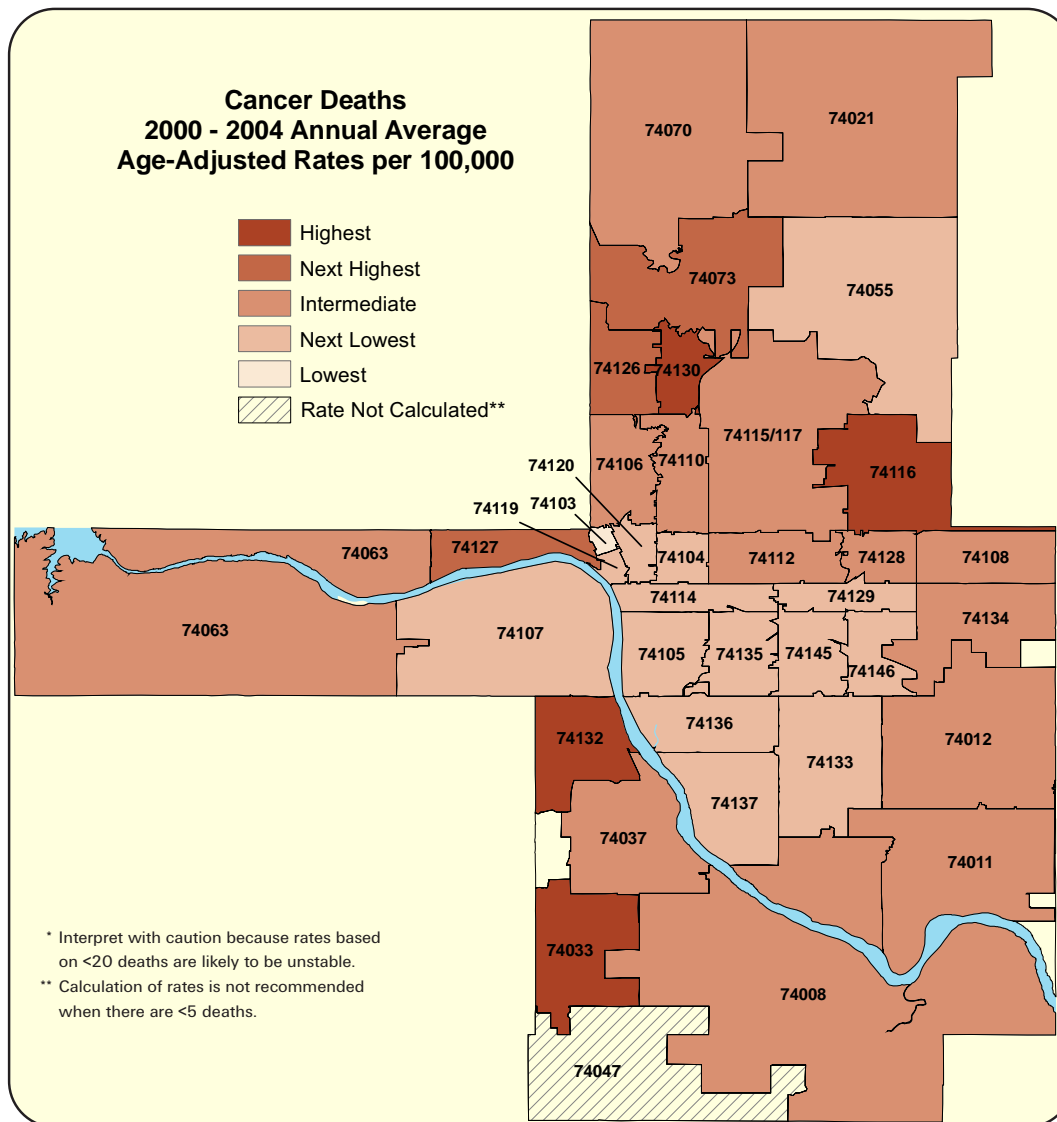 Cancer Deaths
2000 - 2004 Annual Average
Age-Adjusted Rates per 100,000
Highest
Next Highest
Intermediate
Next Lowest
Lowest
Rate Not Calculated**
74070
74021
74073
74055
74126
74130
74115/117
74106
74110
74116
74120
74103
74119
74063
74127
74104
74112
74128
74108
74114
74129
74063
74107
74134
74105
74135
74145
74146
74136
74132
74133
74012
74137
74037
74011
74033
74008
74047
* Interpret with caution because rates based
on <20 deaths are likely to be unstable.
** Calculation of rates is not recommended
when there are <5 deaths.